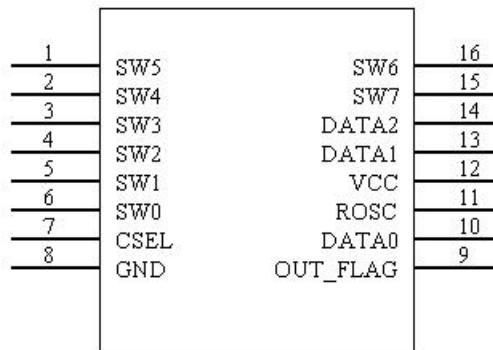 1 SW5 SW6 16
2 SW4 SW7 15
3 SW3 DATA2 14
4 SW2 DATA1 13
5 SW1 VCC 12
6 SW0 ROSC 11
7 CSEL DATA0 10
8 GND OUT_FLAG 9